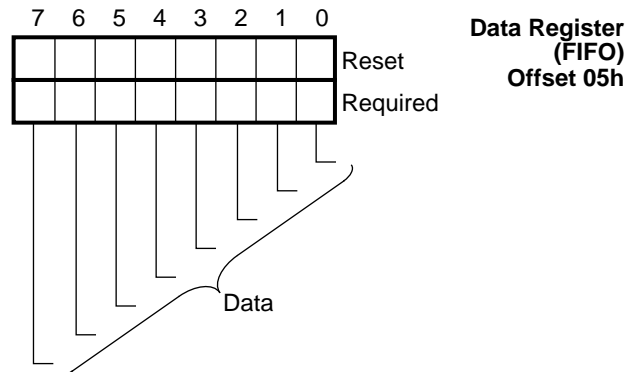 7 6 5 4 3 2 1 0
Reset
Required
Data Register
(FIFO)
Offset 05h
Data